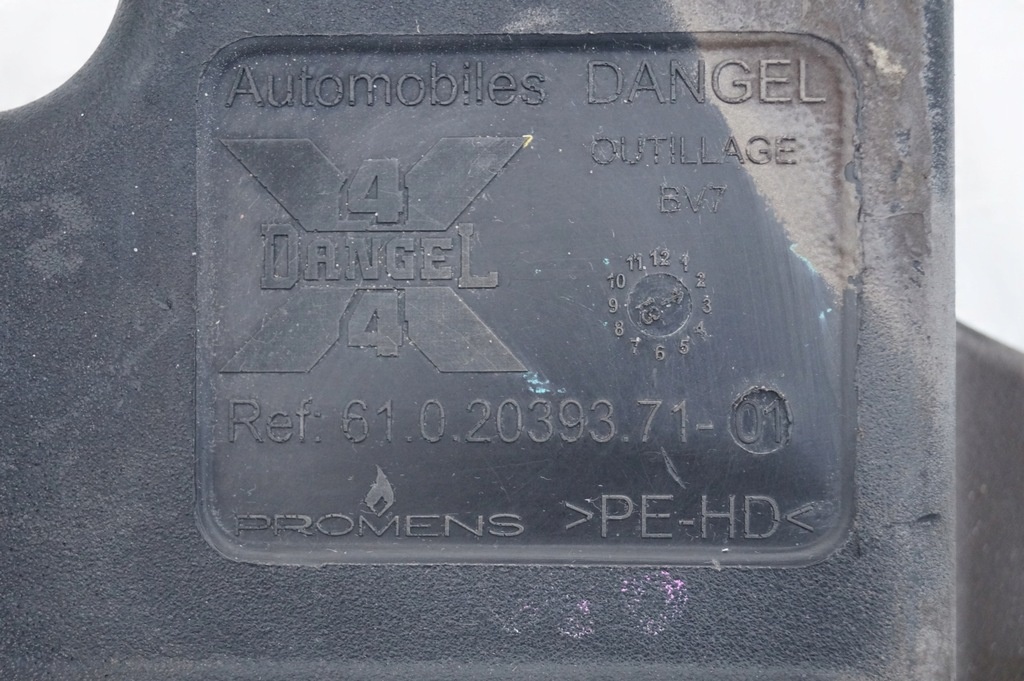 Automobiles DANGEL
4
DANGEL
4
OUTILLAGE
BV7
11 12 1
10 2
9 3
8 4
7 6 5
Ref: 61.0.20393.71-01
PROMENS >PE-HD<